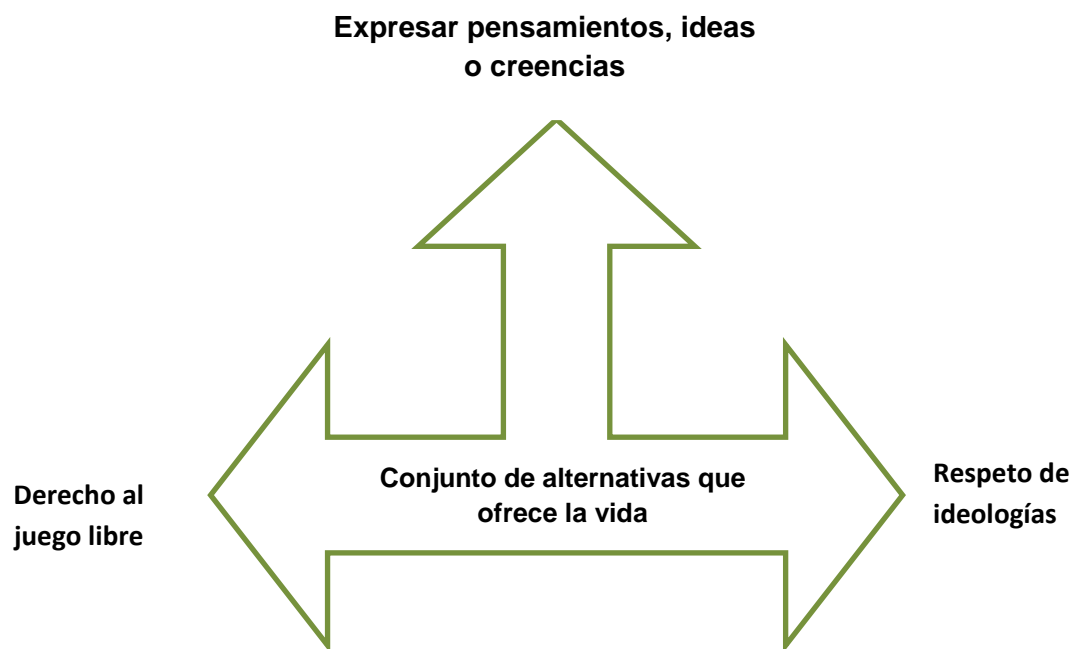 Expresar pensamientos, ideas
o creencias
Derecho al
juego libre
Conjunto de alternativas que
ofrece la vida
Respeto de
ideologías